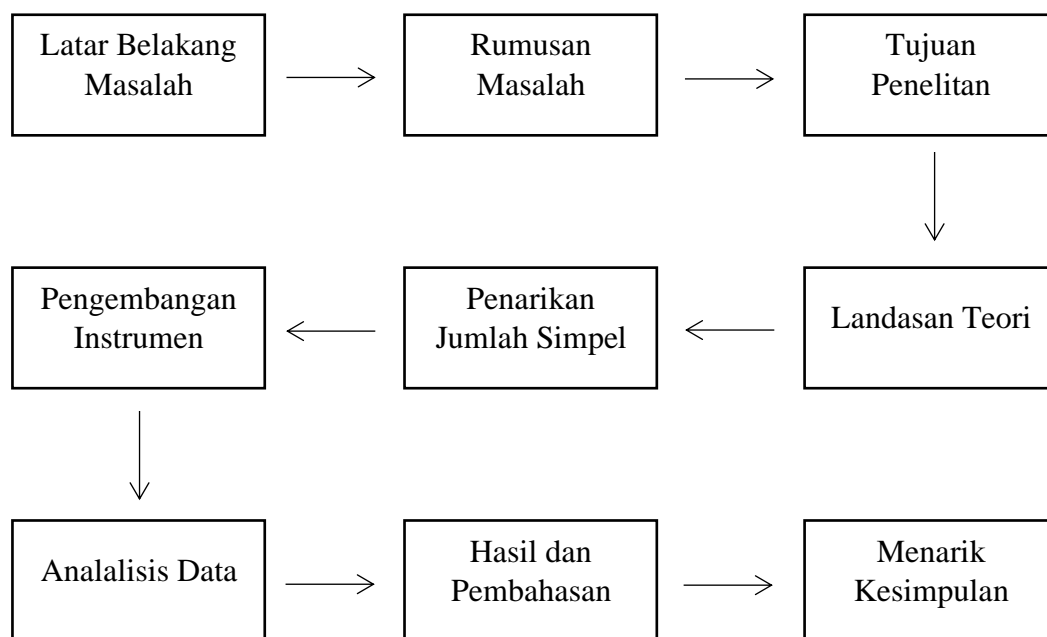 Latar Belakang
Masalah
Rumusan
Masalah
Tujuan
Penelitan
Landasan Teori
Penarikan
Jumlah Simpel
Pengembangan
Instrumen
Analalisis Data
Hasil dan
Pembahasan
Menarik
Kesimpulan